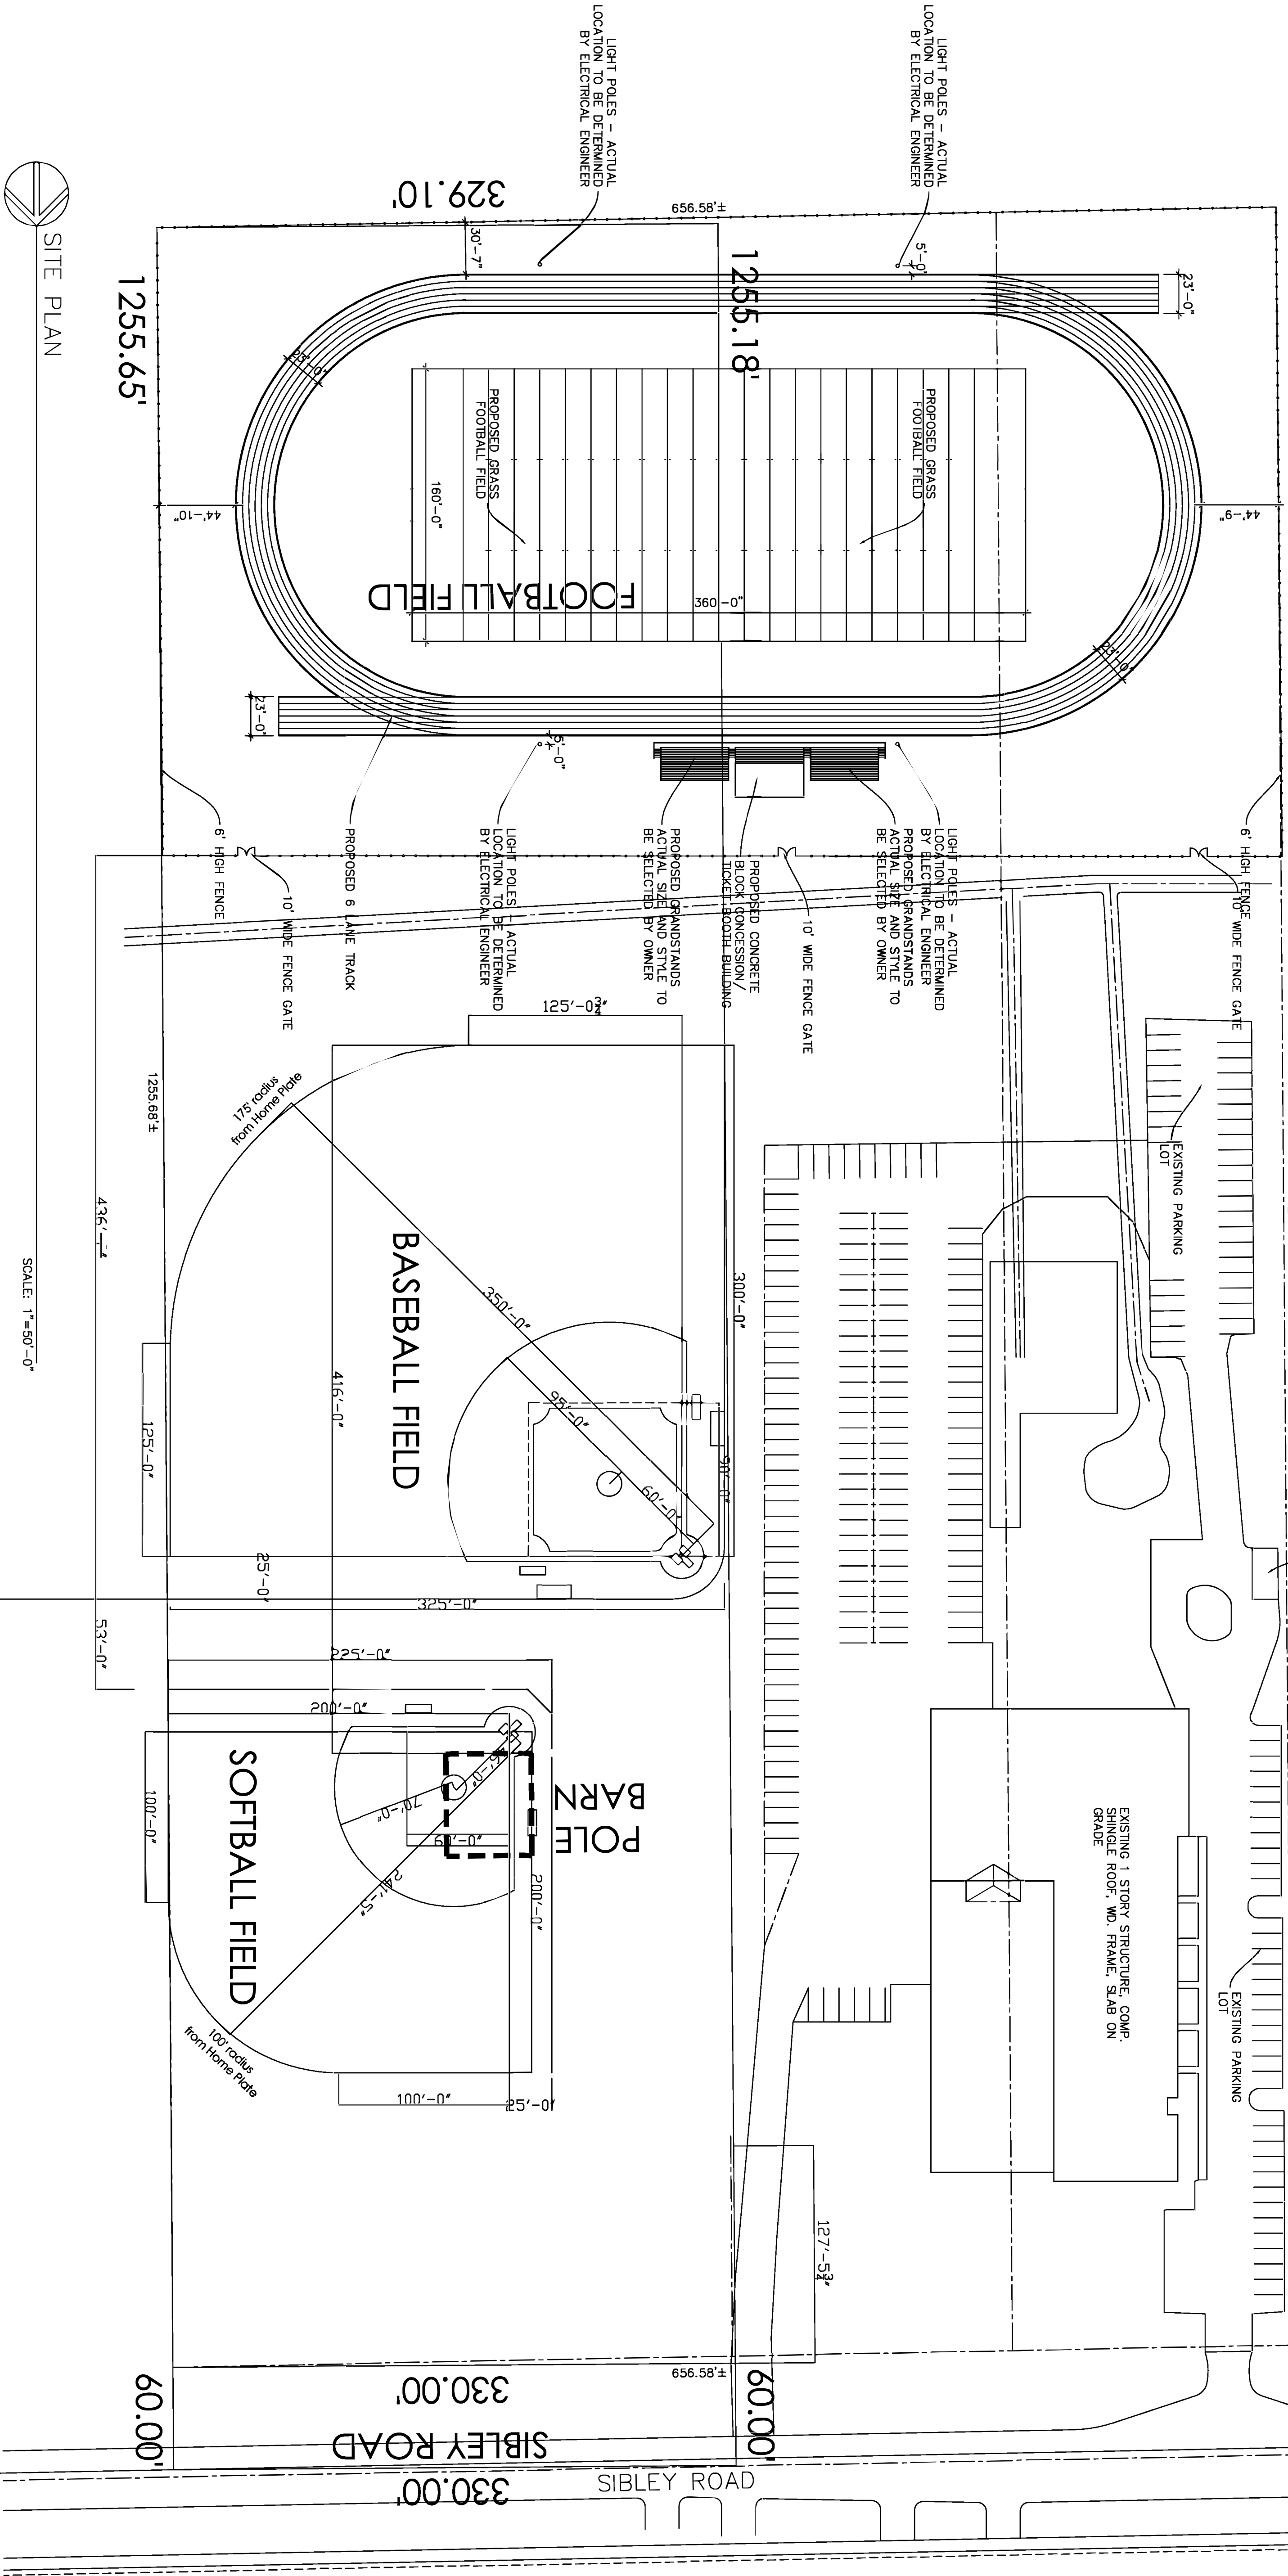 LIGHT POLES – ACTUAL
LOCATION TO BE DETERMINED
BY ELECTRICAL ENGINEER
LIGHT POLES – ACTUAL
LOCATION TO BE DETERMINED
BY ELECTRICAL ENGINEER
329.10'
656.58'±
30'-7"
5'-0"
23'-0"
1255.18'
1255.65'
SITE PLAN
23'-0"
PROPOSED GRASS
FOOTBALL FIELD
PROPOSED GRASS
FOOTBALL FIELD
160'-0"
44'-10"
44'-9"
FOOTBALL FIELD
360'-0"
23'-0"
23'-0"
5'-0"
6' HIGH FENCE
10' WIDE FENCE GATE
PROPOSED 6 LANE TRACK
LIGHT POLES – ACTUAL
LOCATION TO BE DETERMINED
BY ELECTRICAL ENGINEER
PROPOSED GRANDSTANDS
ACTUAL SIZE AND STYLE TO
BE SELECTED BY OWNER
PROPOSED CONCRETE
BLOCK CONCESSION/
TICKET BOOTH BUILDING
10' WIDE FENCE GATE
LIGHT POLES – ACTUAL
LOCATION TO BE DETERMINED
BY ELECTRICAL ENGINEER
PROPOSED GRANDSTANDS
ACTUAL SIZE AND STYLE TO
BE SELECTED BY OWNER
6' HIGH FENCE
10' WIDE FENCE GATE
125'-0¾"
175' radius
from Home Plate
1255.68'±
436'-
EXISTING PARKING
LOT
BASEBALL FIELD
350'-0"
300'-0"
SCALE: 1"=50'-0"
416'-0"
95'-0"
125'-0"
90'-0"
60'-0"
25'-0"
325'-0"
53'-0"
225'-0"
200'-0"
SOFTBALL FIELD
100'-0"
70'-0"
60'-0"
241'-5"
200'-0"
POLE
BARN
100' radius
from Home Plate
100'-0"
25'-0"
EXISTING 1 STORY STRUCTURE, COMP.
SHINGLE ROOF, WD. FRAME, SLAB ON
GRADE
EXISTING PARKING
LOT
127'-5¾"
656.58'±
60.00'
330.00'
60.00'
SIBLEY ROAD
330.00'
SIBLEY ROAD